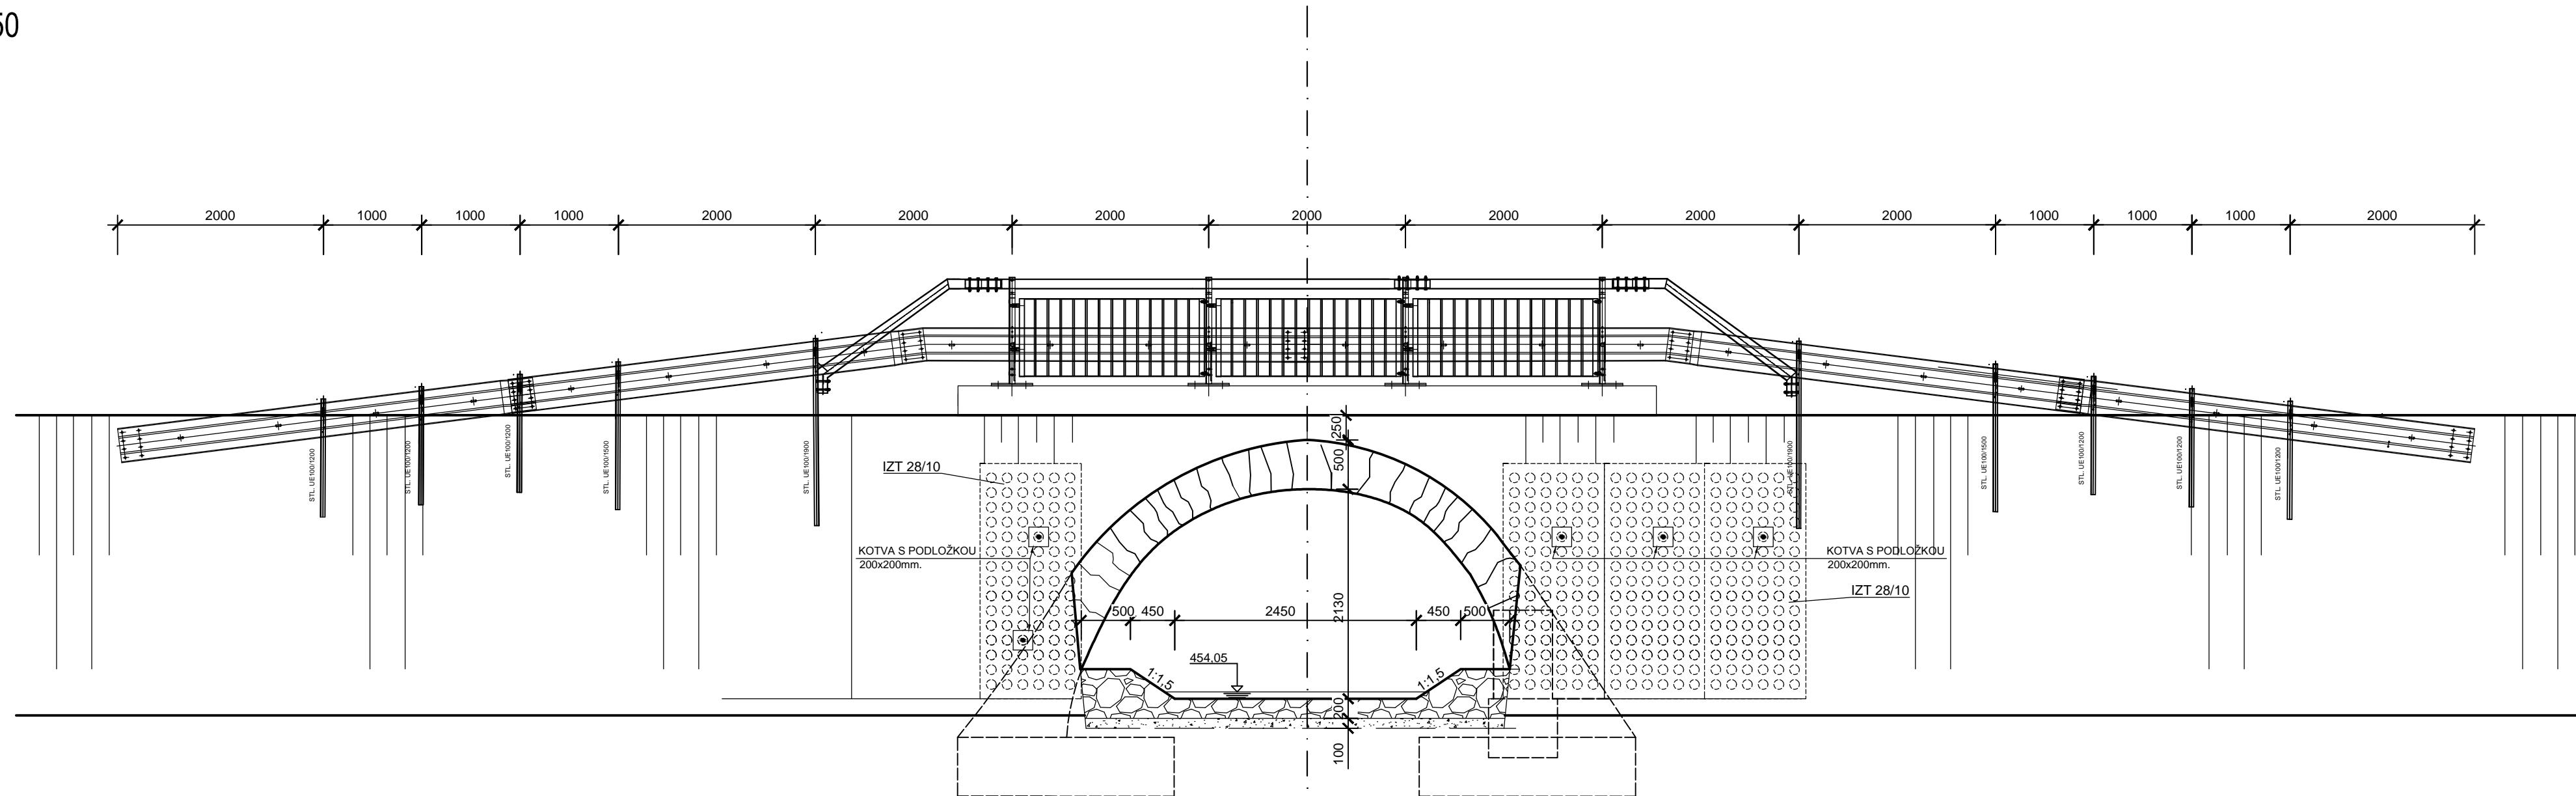 50
2000 1000 1000 1000 2000 2000 2000 2000 2000 2000 2000 1000 1000 1000 2000
STL. UE100/1200
STL. UE100/1200
STL. UE100/1200
STL. UE100/1500
STL. UE100/1900
STL. UE100/1900
STL. UE100/1500
STL. UE100/1200
STL. UE100/1200
STL. UE100/1200
250
500
IZT 28/10
KOTVA S PODLOŽKOU
200x200mm.
KOTVA S PODLOŽKOU
200x200mm.
IZT 28/10
500 450 2450 450 500
2130
454,05
1:1,5
1:1,5
200
100